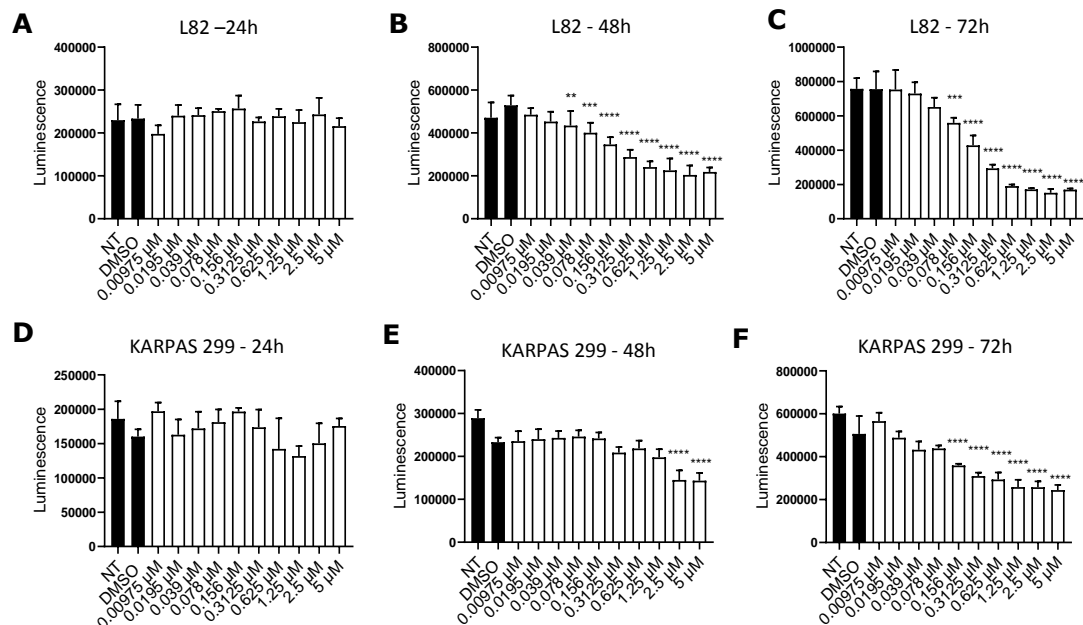 A
L82 –24h
Luminescence
400000
300000
200000
100000
0
NT
DMSO
0.00975 µM
0.0195 µM
0.039 µM
0.078 µM
0.156 µM
0.3125 µM
0.625 µM
1.25 µM
2.5 µM
5 µM
B
L82 - 48h
Luminescence
800000
600000
400000
200000
0
** *** **** **** **** **** **** ****
NT
DMSO
0.00975 µM
0.0195 µM
0.039 µM
0.078 µM
0.156 µM
0.3125 µM
0.625 µM
1.25 µM
2.5 µM
5 µM
C
L82 - 72h
Luminescence
1000000
800000
600000
400000
200000
0
*** **** **** **** **** **** ****
NT
DMSO
0.00975 µM
0.0195 µM
0.039 µM
0.078 µM
0.156 µM
0.3125 µM
0.625 µM
1.25 µM
2.5 µM
5 µM
D
KARPAS 299 - 24h
Luminescence
250000
200000
150000
100000
50000
0
NT
DMSO
0.00975 µM
0.0195 µM
0.039 µM
0.078 µM
0.156 µM
0.3125 µM
0.625 µM
1.25 µM
2.5 µM
5 µM
E
KARPAS 299 - 48h
Luminescence
400000
300000
200000
100000
0
**** ****
NT
DMSO
0.00975 µM
0.0195 µM
0.039 µM
0.078 µM
0.156 µM
0.3125 µM
0.625 µM
1.25 µM
2.5 µM
5 µM
F
KARPAS 299 - 72h
Luminescence
800000
600000
400000
200000
0
**** **** **** **** **** ****
NT
DMSO
0.00975 µM
0.0195 µM
0.039 µM
0.078 µM
0.156 µM
0.3125 µM
0.625 µM
1.25 µM
2.5 µM
5 µM